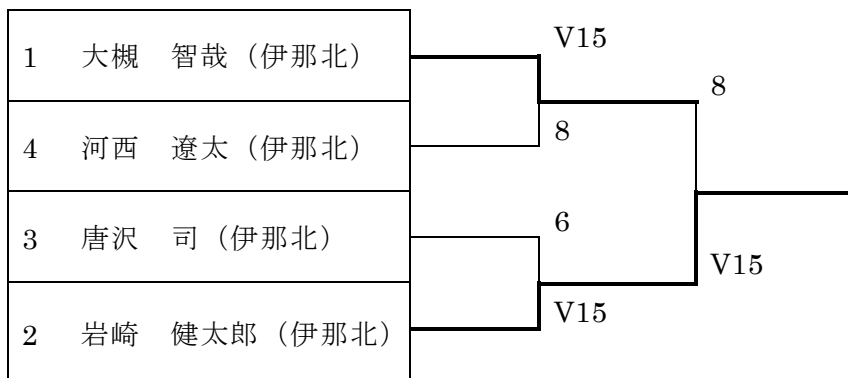 1 大槻 智哉（伊那北）
4 河西 遼太（伊那北）
3 唐沢 司（伊那北）
2 岩崎 健太郎（伊那北）
V15
8
6
V15
8
V15